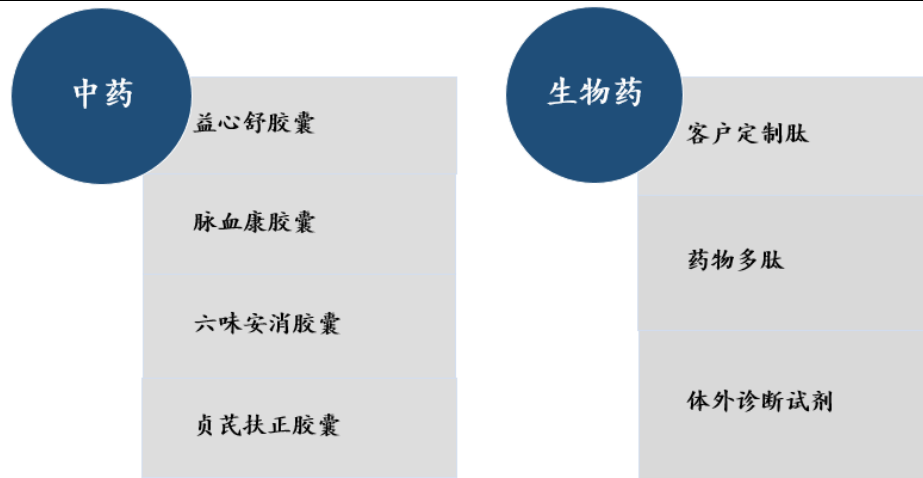 中药
益心舒胶囊
脉血康胶囊
六味安消胶囊
贞芪扶正胶囊
生物药
客户定制肽
药物多肽
体外诊断试剂